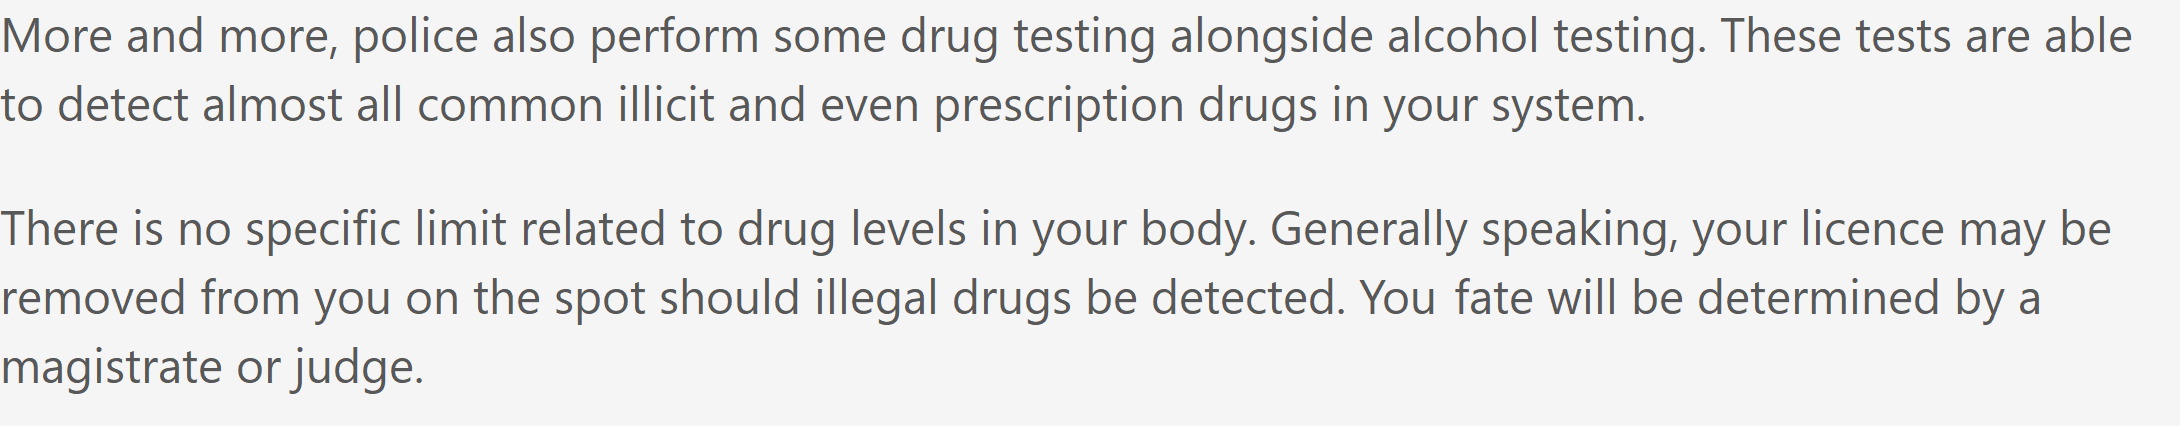 More and more, police also perform some drug testing alongside alcohol testing. These tests are able
to detect almost all common illicit and even prescription drugs in your system.
There is no specific limit related to drug levels in your body. Generally speaking, your licence may be
removed from you on the spot should illegal drugs be detected. You fate will be determined by a
magistrate or judge.